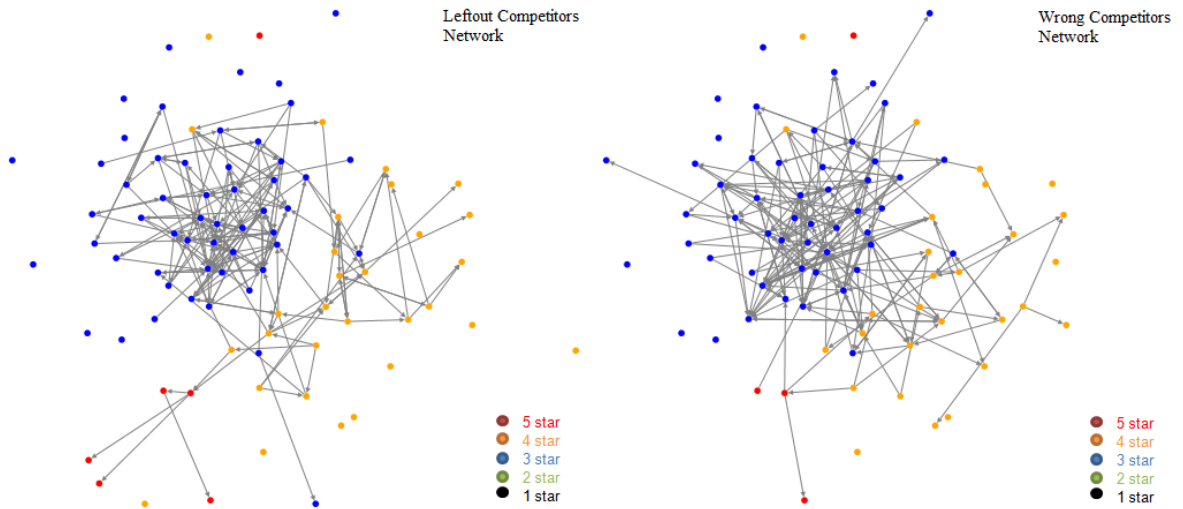 Leftout Competitors
Network
5 star
4 star
3 star
2 star
1 star
Wrong Competitors
Network
5 star
4 star
3 star
2 star
1 star